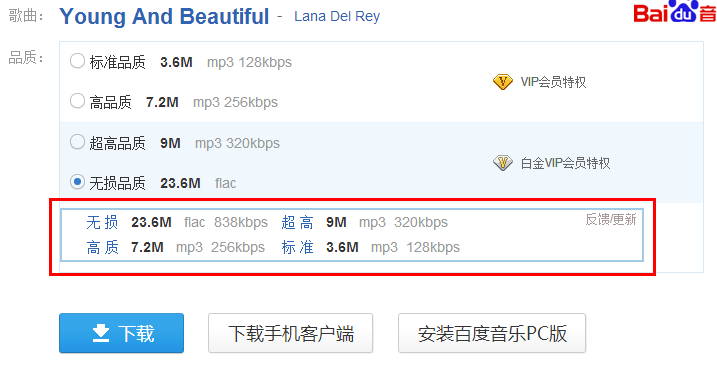 歌曲： Young And Beautiful - Lana Del Rey Bai du 音
品质：
标准品质 3.6M mp3 128kbps
VIP会员特权
高品质 7.2M mp3 256kbps
超高品质 9M mp3 320kbps
白金VIP会员特权
无损品质 23.6M flac
无 损 23.6M flac 838kbps 超 高 9M mp3 320kbps 反馈/更新
高 质 7.2M mp3 256kbps 标 准 3.6M mp3 128kbps
下载 下载手机客户端 安装百度音乐PC版